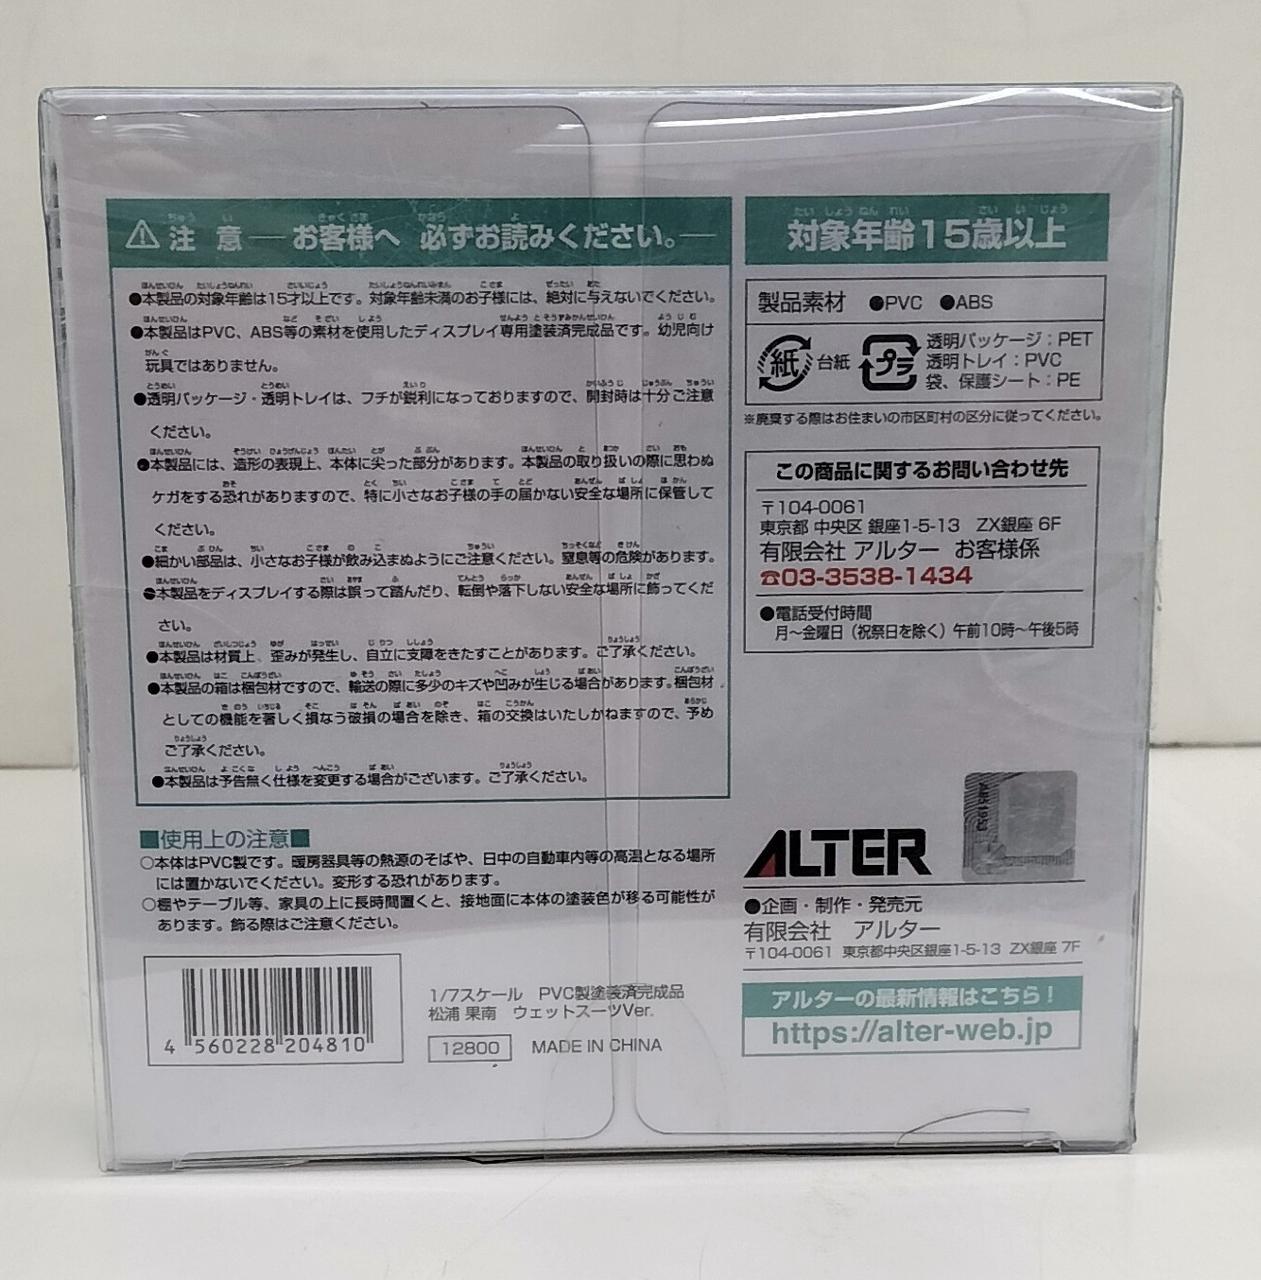 注意―お客様へ 必ずお読みください。―
●本製品の対象年齢は15才以上です。対象年齢未満のお子様には、絶対に与えないでください。
●本製品はPVC、ABS等の素材を使用したディスプレイ専用塗装済完成品です。幼児向け
玩具ではありません。
●透明パッケージ・透明トレイは、フチが鋭利になっておりますので、開封時は十分ご注意
ください。
●本製品には、造形の表現上、本体に尖った部分があります。本製品の取り扱いの際に思わぬ
ケガをする恐れがありますので、特に小さなお子様の手の届かない安全な場所に保管して
ください。
●細かい部品は、小さなお子様が飲み込まぬようにご注意ください。窒息等の危険があります。
●本製品をディスプレイする際は誤って踏んだり、転倒や落下しない安全な場所に飾ってくだ
さい。
●本製品は材質上、歪みが発生し、自立に支障をきたすことがあります。ご了承ください。
●本製品の箱は梱包材ですので、輸送の際に多少のキズや凹みが生じる場合があります。梱包材
としての機能を著しく損なう破損の場合を除き、箱の交換はいたしかねますので、予め
ご了承ください。
●本製品は予告無く仕様を変更する場合がございます。ご了承ください。
■使用上の注意■
○本体はPVC製です。暖房器具等の熱源のそばや、日中の自動車内等の高温となる場所
には置かないでください。変形する恐れがあります。
○棚やテーブル等、家具の上に長時間置くと、接地面に本体の塗装色が移る可能性が
あります。飾る際はご注意ください。
4 560228 204810
1/7スケール PVC製塗装済完成品
松浦 果南 ウェットスーツVer.
12800 MADE IN CHINA
対象年齢15歳以上
製品素材 ●PVC ●ABS
紙 台紙
プラ
透明パッケージ：PET
透明トレイ：PVC
袋、保護シート：PE
※廃棄する際はお住まいの市区町村の区分に従ってください。
この商品に関するお問い合わせ先
〒104-0061
東京都 中央区 銀座1-5-13 ZX銀座 6F
有限会社 アルター お客様係
☎03-3538-1434
●電話受付時間
月～金曜日（祝祭日を除く）午前10時～午後5時
ALTER
●企画・制作・発売元
有限会社 アルター
〒104-0061 東京都中央区銀座1-5-13 ZX銀座 7F
アルターの最新情報はこちら！
https://alter-web.jp